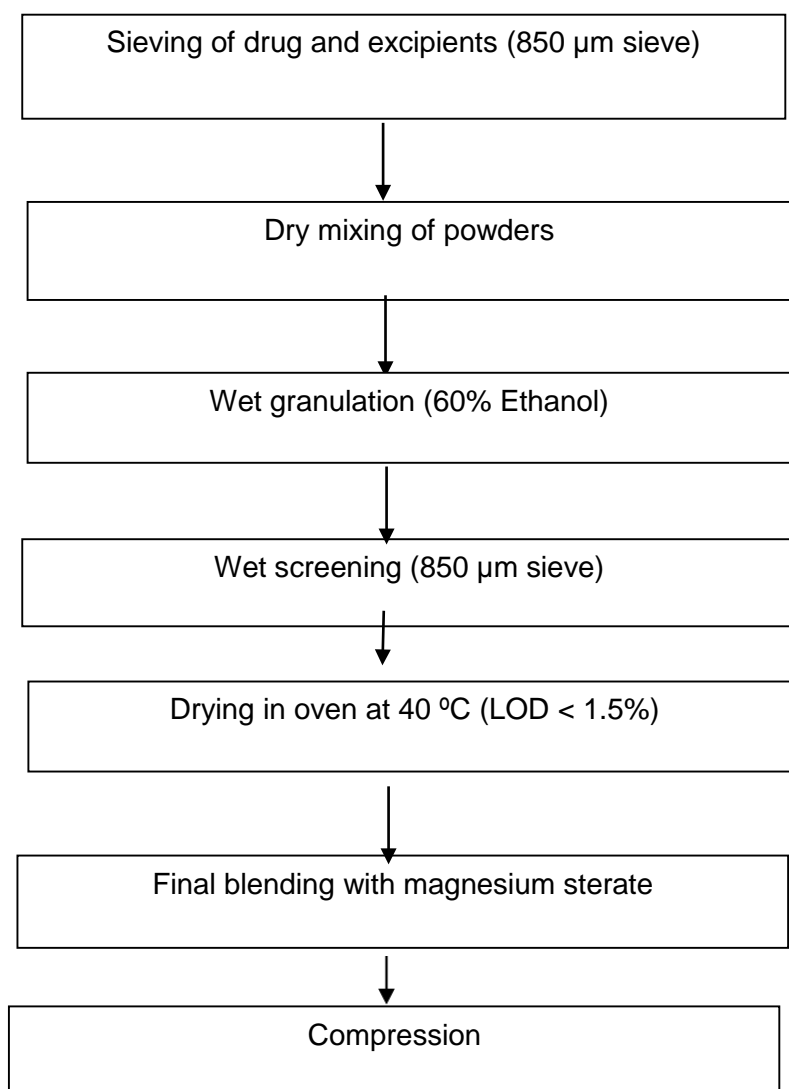 Sieving of drug and excipients (850 µm sieve)
Dry mixing of powders
Wet granulation (60% Ethanol)
Wet screening (850 µm sieve)
Drying in oven at 40 ºC (LOD < 1.5%)
Final blending with magnesium sterate
Compression